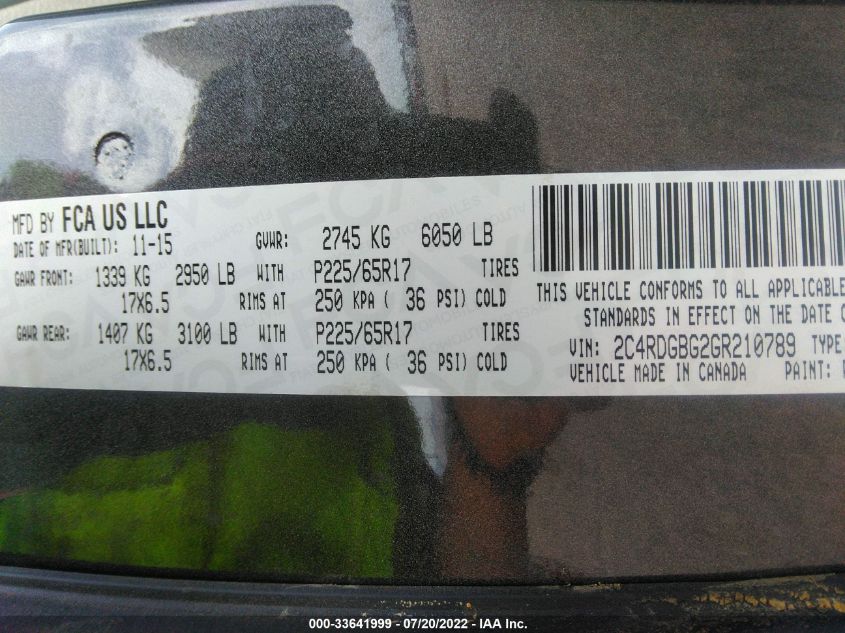 MFD BY FCA US LLC
DATE OF MFR(BUILT): 11-15 GVWR: 2745 KG 6050 LB
GAWR FRONT: 1339 KG 2950 LB WITH P225/65R17 TIRES
17X6.5 RIMS AT 250 KPA ( 36 PSI) COLD
GAWR REAR: 1407 KG 3100 LB WITH P225/65R17 TIRES
17X6.5 RIMS AT 250 KPA ( 36 PSI) COLD
THIS VEHICLE CONFORMS TO ALL APPLICABLE
STANDARDS IN EFFECT ON THE DATE O
VIN: 2C4RDGBG2GR210789 TYPE
VEHICLE MADE IN CANADA PAINT:
000-33641999 / 07/20/2022 - IAAI Inc.